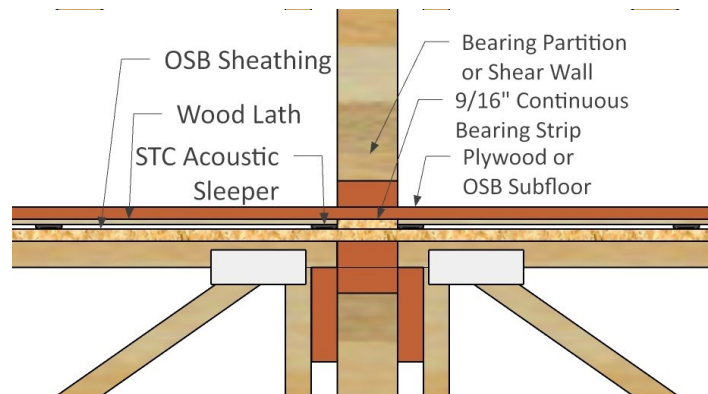 OSB Sheathing
Wood Lath
STC Acoustic
Sleeper
Bearing Partition
or Shear Wall
9/16" Continuous
Bearing Strip
Plywood or
OSB Subfloor